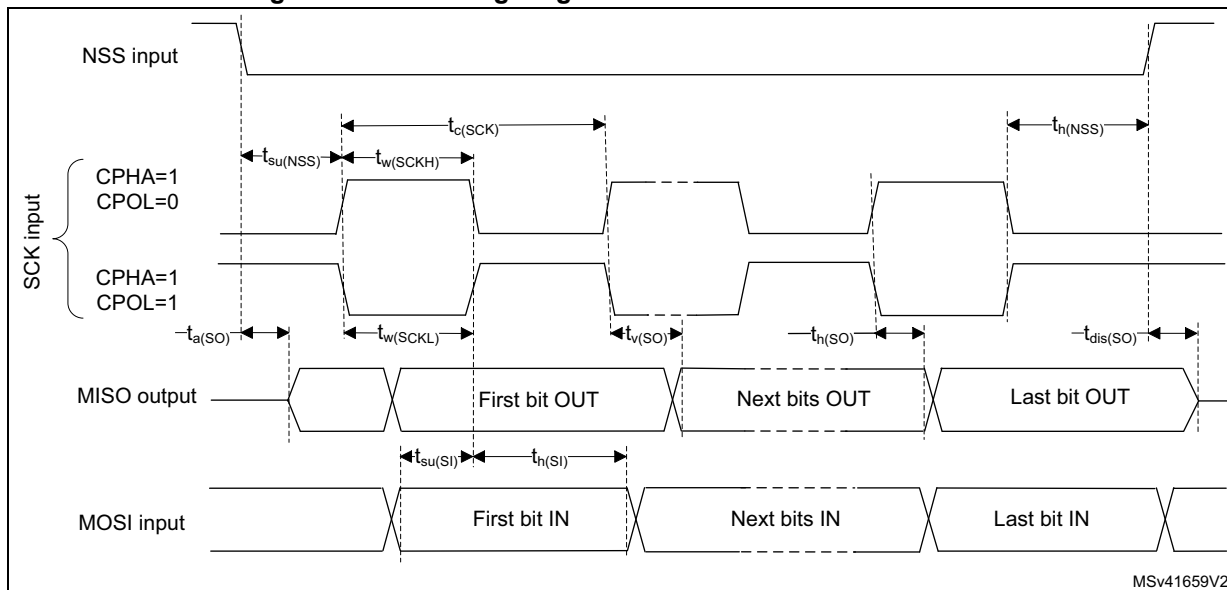 NSS input
tc(SCK)
th(NSS)
tsu(NSS)
tw(SCKH)
SCK input
CPHA=1
CPOL=0
CPHA=1
CPOL=1
ta(SO)
tw(SCKL)
tv(SO)
th(SO)
tdis(SO)
MISO output
First bit OUT
Next bits OUT
Last bit OUT
tsu(SI)
th(SI)
MOSI input
First bit IN
Next bits IN
Last bit IN
MSv41659V2